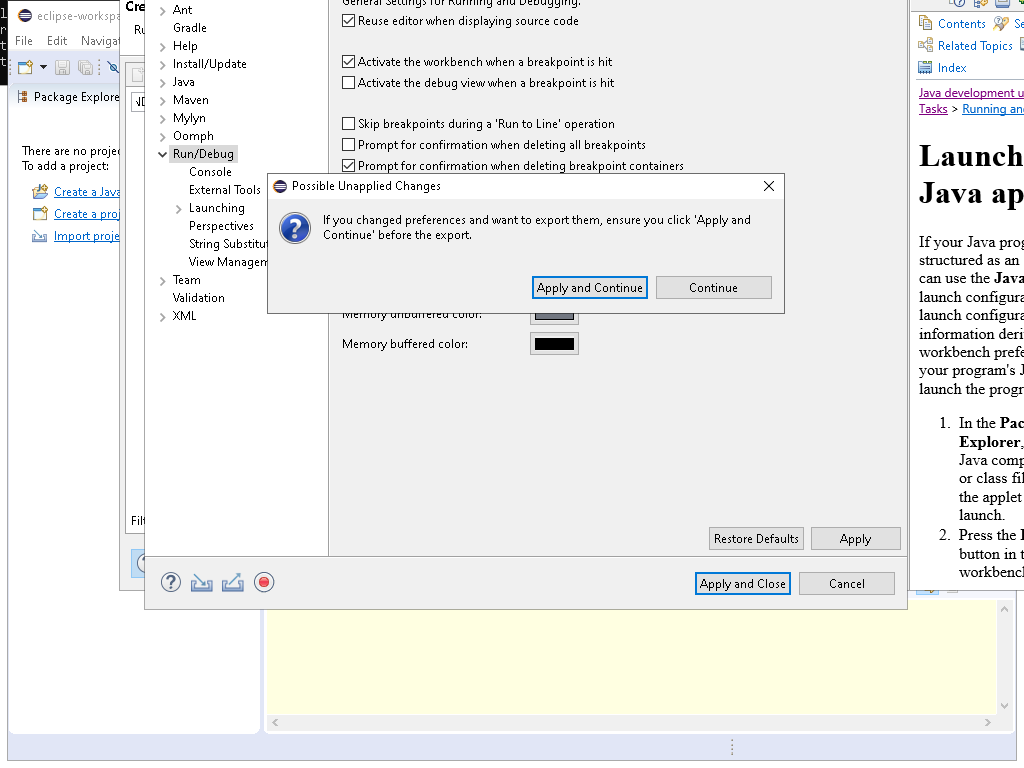 eclipse-workspa
File Edit Navigat
Package Explore
There are no projec
To add a project:
Create a Java
Create a proj
Import proje
Cre
Ru
Filt
Ant
Gradle
Help
Install/Update
Java
Maven
Mylyn
Oomph
Run/Debug
Console
External Tools
Launching
Perspectives
String Substitut
View Managem
Team
Validation
XML
General Settings for Running and Debugging.
Reuse editor when displaying source code
Activate the workbench when a breakpoint is hit
Activate the debug view when a breakpoint is hit
Skip breakpoints during a 'Run to Line' operation
Prompt for confirmation when deleting all breakpoints
Prompt for confirmation when deleting breakpoint containers
Possible Unapplied Changes
If you changed preferences and want to export them, ensure you click 'Apply and
Continue' before the export.
Apply and Continue
Continue
Memory unbuffered color:
Memory buffered color:
Restore Defaults
Apply
Apply and Close
Cancel
Contents Se
Related Topics
Index
Java development u
Tasks > Running and
Launch
Java ap
If your Java prog
structured as an
can use the Java
launch configura
launch configura
information deri
workbench prefe
your program's J
launch the progr
1. In the Pac
Explorer,
Java comp
or class fil
the applet
launch.
2. Press the
button in t
workbencl